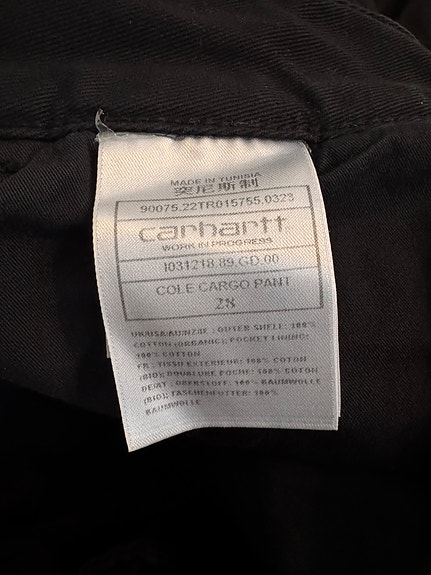 MADE IN TUNISIA
突尼斯制
90075.22TR015755.0323
carhartt
WORK IN PROGRESS
I031218.89.GD.00
COLE CARGO PANT
28
UK/USA/AU/NZ/IE : OUTER SHELL: 100%
COTTON (ORGANIC); POCKET LINING:
100% COTTON
FR : TISSU EXTERIEUR: 100% COTON
(BIO); DOUBLURE POCHE: 100% COTON
DE/AT : OBERSTOFF: 100% BAUMWOLLE
(BIO); TASCHENFUTTER: 100%
BAUMWOLLE